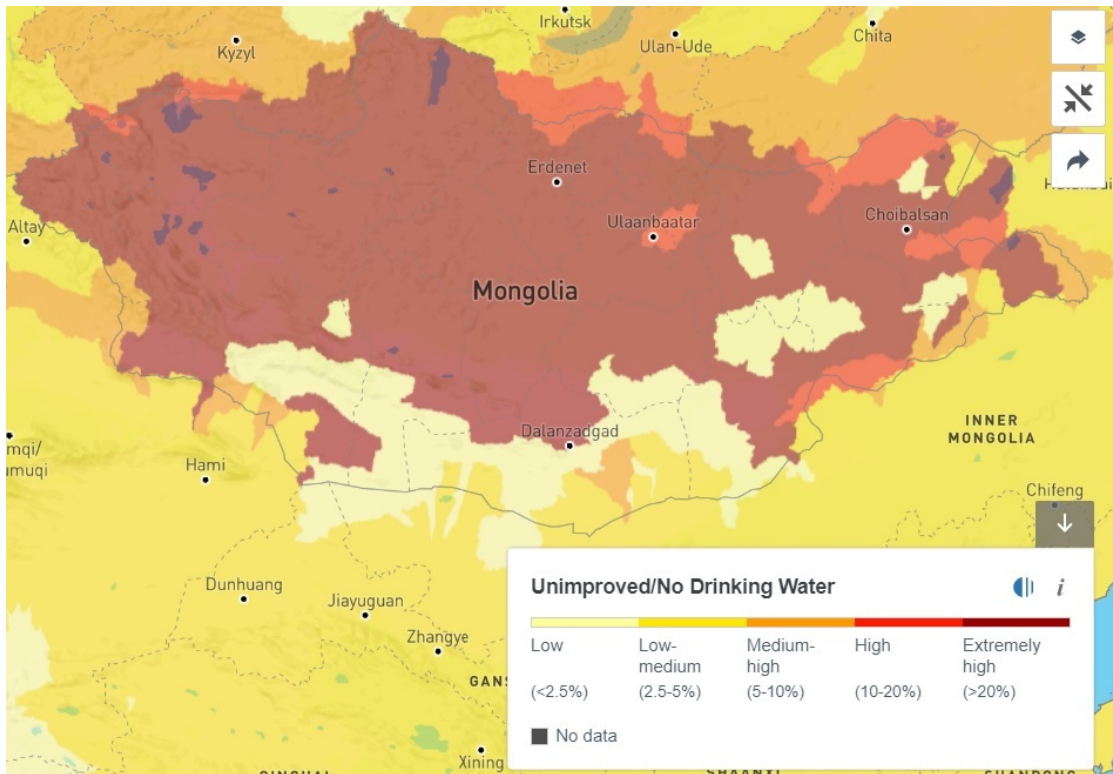 Irkutsk
Ulan-Ude
Chita
Kyzyl
Erdenet
Altay
Ulaanbaatar
Choibalsan
Mongolia
Dalanzadgad
INNER
MONGOLIA
Hami
Chifeng
Dunhuang
Jiayuguan
Zhangye
Xining
Unimproved/No Drinking Water
i
Low
Low-
medium
Medium-
high
High
Extremely
high
(<2.5%)
(2.5-5%)
(5-10%)
(10-20%)
(>20%)
No data